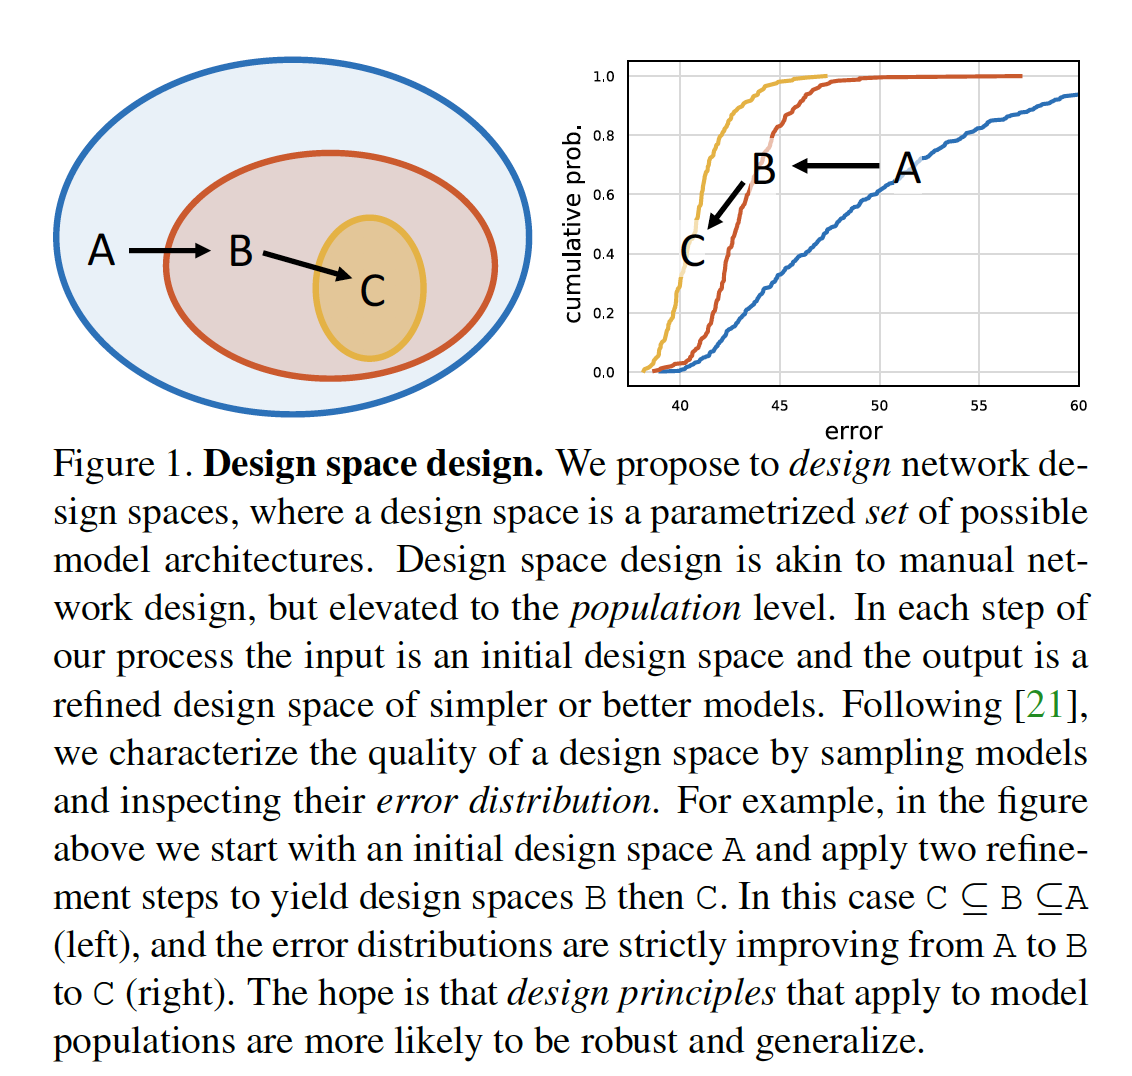 A
B
C
cumulative prob.
1.0
0.8
0.6
0.4
0.2
0.0
B
A
C
40 45 50 55 60
error
Figure 1. Design space design. We propose to design network de-
sign spaces, where a design space is a parametrized set of possible
model architectures. Design space design is akin to manual net-
work design, but elevated to the population level. In each step of
our process the input is an initial design space and the output is a
refined design space of simpler or better models. Following [21],
we characterize the quality of a design space by sampling models
and inspecting their error distribution. For example, in the figure
above we start with an initial design space A and apply two refine-
ment steps to yield design spaces B then C. In this case C ⊆ B ⊆A
(left), and the error distributions are strictly improving from A to B
to C (right). The hope is that design principles that apply to model
populations are more likely to be robust and generalize.